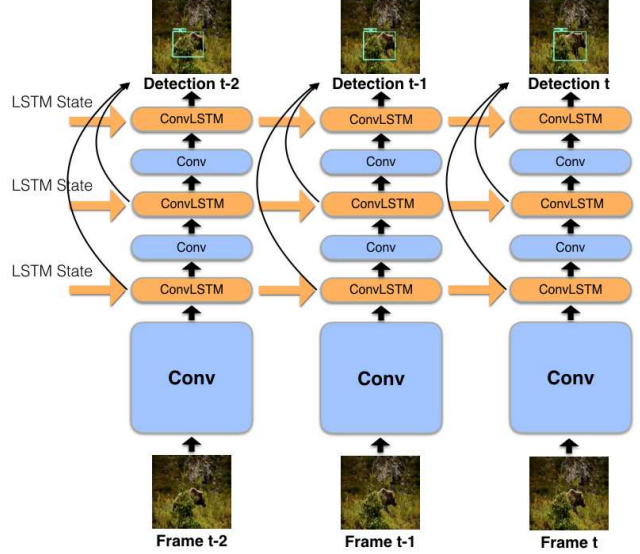 Detection t-2 Detection t-1 Detection t
LSTM State
ConvLSTM ConvLSTM ConvLSTM
Conv Conv Conv
LSTM State
ConvLSTM ConvLSTM ConvLSTM
Conv Conv Conv
LSTM State
ConvLSTM ConvLSTM ConvLSTM
Conv Conv Conv
Frame t-2 Frame t-1 Frame t